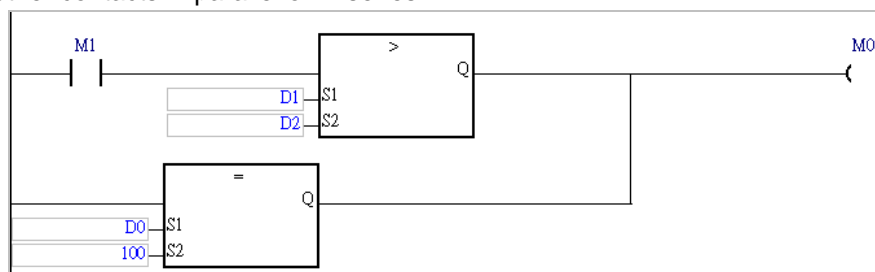 M1
>
M0
Q
D1 S1
D2 S2
=
Q
D0 S1
100 S2